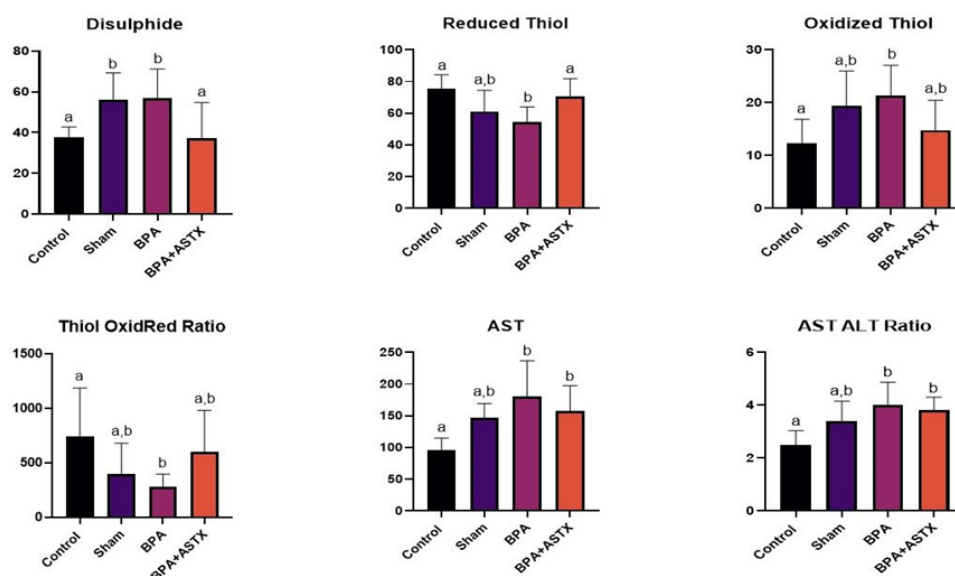 Disulphide
80
60
40
20
0
a
b
b
a
Control
Sham
BPA
BPA+ASTX
Reduced Thiol
100
80
60
40
20
0
a
a,b
b
a
Control
Sham
BPA
BPA+ASTX
Oxidized Thiol
30
20
10
0
a
a,b
b
a,b
Control
Sham
BPA
BPA+ASTX
Thiol OxidRed Ratio
1500
1000
500
0
a
a,b
b
a,b
Control
Sham
BPA
BPA+ASTX
AST
250
200
150
100
50
0
a
a,b
b
b
Control
Sham
BPA
BPA+ASTX
AST ALT Ratio
6
4
2
0
a
a,b
b
b
Control
Sham
BPA
BPA+ASTX